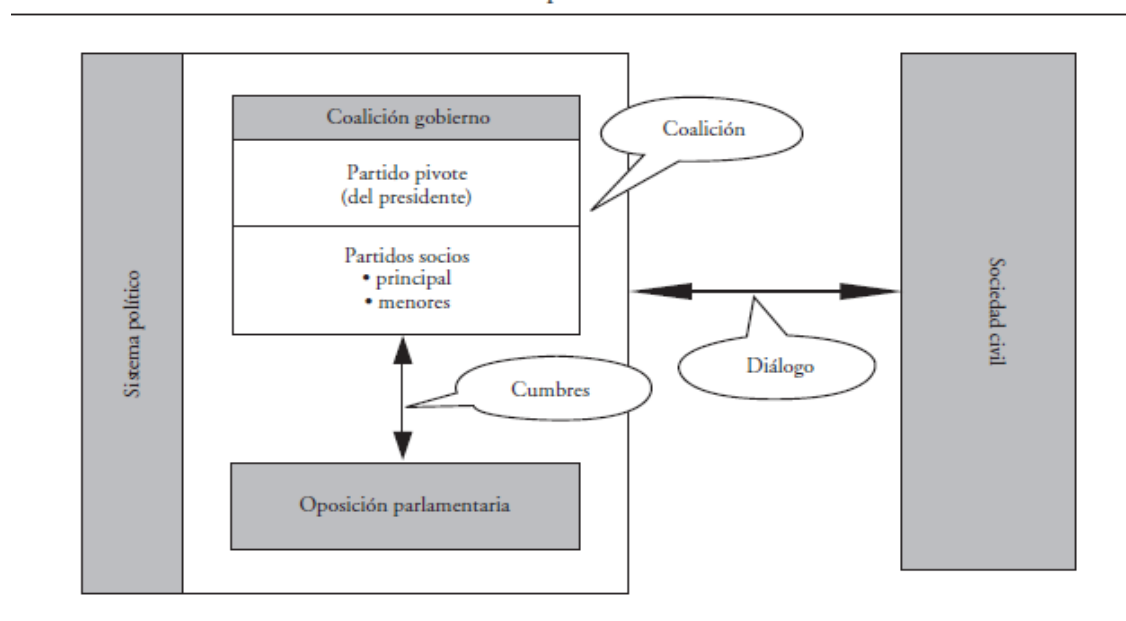 Coalición gobierno
Coalición
Partido pivote
(del presidente)
Partidos socios
• principal
• menores
Sistema político
Sociedad civil
Diálogo
Cumbres
Oposición parlamentaria